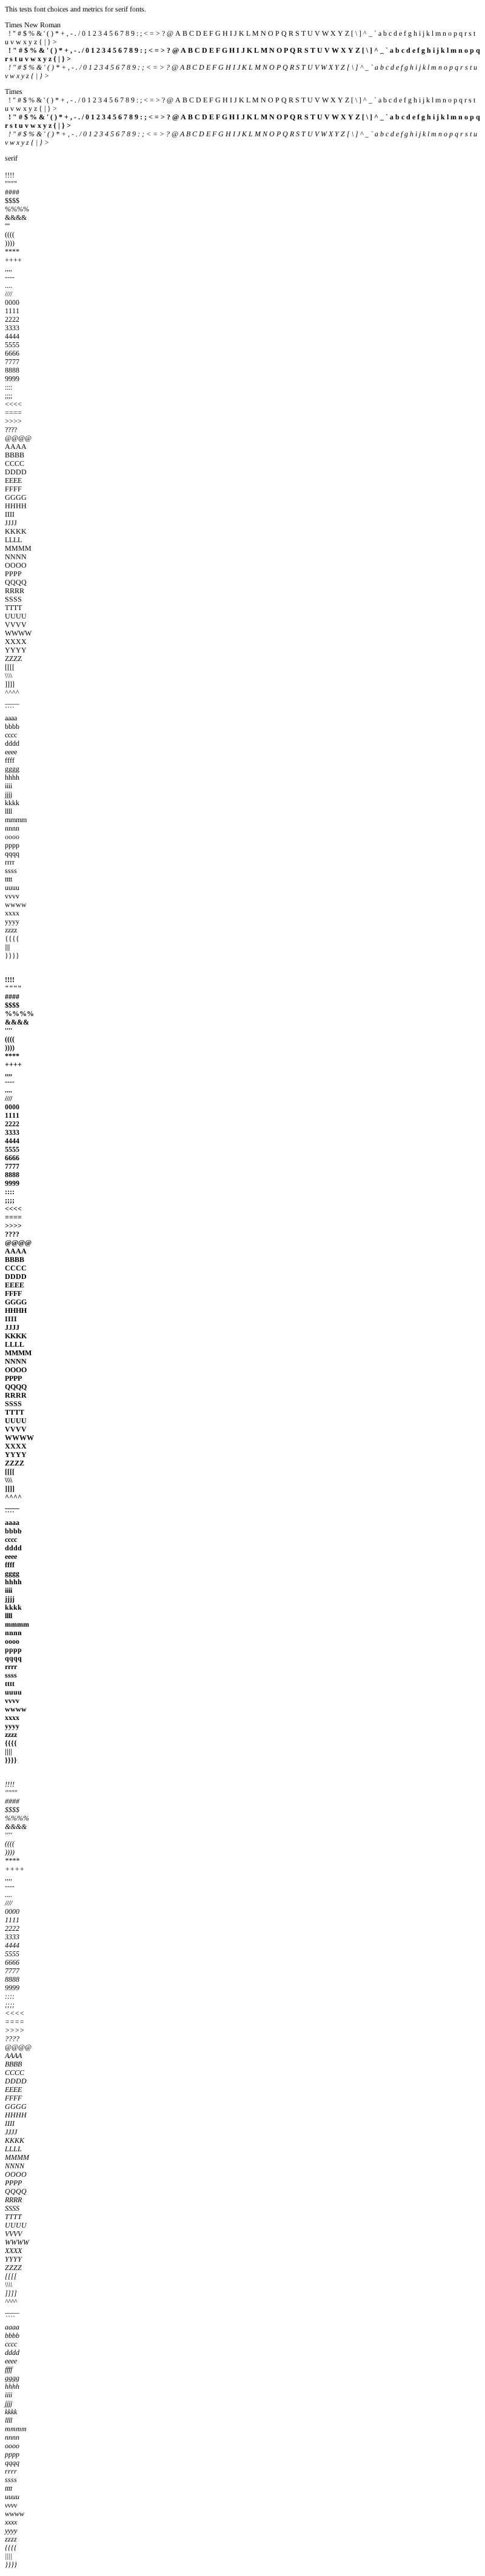 This tests font choices and metrics for serif fonts.
Times New Roman
! " # $ % & ' ( ) * + , - . / 0 1 2 3 4 5 6 7 8 9 : ; < = > ? @ A B C D E F G H I J K L M N O P Q R S T U V W X Y Z [ \ ] ^ _ ` a b c d e f g h i j k l m n o p q r s t
u v w x y z { | } >
! " # $ % & ' ( ) * + , - . / 0 1 2 3 4 5 6 7 8 9 : ; < = > ? @ A B C D E F G H I J K L M N O P Q R S T U V W X Y Z [ \ ] ^ _ ` a b c d e f g h i j k l m n o p q
r s t u v w x y z { | } >
! " # $ % & ' ( ) * + , - . / 0 1 2 3 4 5 6 7 8 9 : ; < = > ? @ A B C D E F G H I J K L M N O P Q R S T U V W X Y Z [ \ ] ^ _ ` a b c d e f g h i j k l m n o p q r s t u
v w x y z { | } >
Times
! " # $ % & ' ( ) * + , - . / 0 1 2 3 4 5 6 7 8 9 : ; < = > ? @ A B C D E F G H I J K L M N O P Q R S T U V W X Y Z [ \ ] ^ _ ` a b c d e f g h i j k l m n o p q r s t
u v w x y z { | } >
! " # $ % & ' ( ) * + , - . / 0 1 2 3 4 5 6 7 8 9 : ; < = > ? @ A B C D E F G H I J K L M N O P Q R S T U V W X Y Z [ \ ] ^ _ ` a b c d e f g h i j k l m n o p q
r s t u v w x y z { | } >
! " # $ % & ' ( ) * + , - . / 0 1 2 3 4 5 6 7 8 9 : ; < = > ? @ A B C D E F G H I J K L M N O P Q R S T U V W X Y Z [ \ ] ^ _ ` a b c d e f g h i j k l m n o p q r s t u
v w x y z { | } >
serif
!!!!
""""
####
$$$$
%%%%
&&&&
''''
((((
))))
****
++++
,,,,
----
....
////
0000
1111
2222
3333
4444
5555
6666
7777
8888
9999
::::
;;;;
<<<<
====
>>>>
????
@@@@
AAAA
BBBB
CCCC
DDDD
EEEE
FFFF
GGGG
HHHH
IIII
JJJJ
KKKK
LLLL
MMMM
NNNN
OOOO
PPPP
QQQQ
RRRR
SSSS
TTTT
UUUU
VVVV
WWWW
XXXX
YYYY
ZZZZ
[[[[
\\\\
]]]]
^^^^
____
````
aaaa
bbbb
cccc
dddd
eeee
ffff
gggg
hhhh
iiii
jjjj
kkkk
llll
mmmm
nnnn
oooo
pppp
qqqq
rrrr
ssss
tttt
uuuu
vvvv
wwww
xxxx
yyyy
zzzz
{{{{
||||
}}}}
!!!!
""""
####
$$$$
%%%%
&&&&
''''
((((
))))
****
++++
,,,,
----
....
////
0000
1111
2222
3333
4444
5555
6666
7777
8888
9999
::::
;;;;
<<<<
====
>>>>
????
@@@@
AAAA
BBBB
CCCC
DDDD
EEEE
FFFF
GGGG
HHHH
IIII
JJJJ
KKKK
LLLL
MMMM
NNNN
OOOO
PPPP
QQQQ
RRRR
SSSS
TTTT
UUUU
VVVV
WWWW
XXXX
YYYY
ZZZZ
[[[[
\\\\
]]]]
^^^^
____
````
aaaa
bbbb
cccc
dddd
eeee
ffff
gggg
hhhh
iiii
jjjj
kkkk
llll
mmmm
nnnn
oooo
pppp
qqqq
rrrr
ssss
tttt
uuuu
vvvv
wwww
xxxx
yyyy
zzzz
{{{{
||||
}}}}
!!!!
""""
####
$$$$
%%%%
&&&&
''''
((((
))))
****
++++
,,,,
----
....
////
0000
1111
2222
3333
4444
5555
6666
7777
8888
9999
::::
;;;;
<<<<
====
>>>>
????
@@@@
AAAA
BBBB
CCCC
DDDD
EEEE
FFFF
GGGG
HHHH
IIII
JJJJ
KKKK
LLLL
MMMM
NNNN
OOOO
PPPP
QQQQ
RRRR
SSSS
TTTT
UUUU
VVVV
WWWW
XXXX
YYYY
ZZZZ
[[[[
\\\\
]]]]
^^^^
____
````
aaaa
bbbb
cccc
dddd
eeee
ffff
gggg
hhhh
iiii
jjjj
kkkk
llll
mmmm
nnnn
oooo
pppp
qqqq
rrrr
ssss
tttt
uuuu
vvvv
wwww
xxxx
yyyy
zzzz
{{{{
||||
}}}}